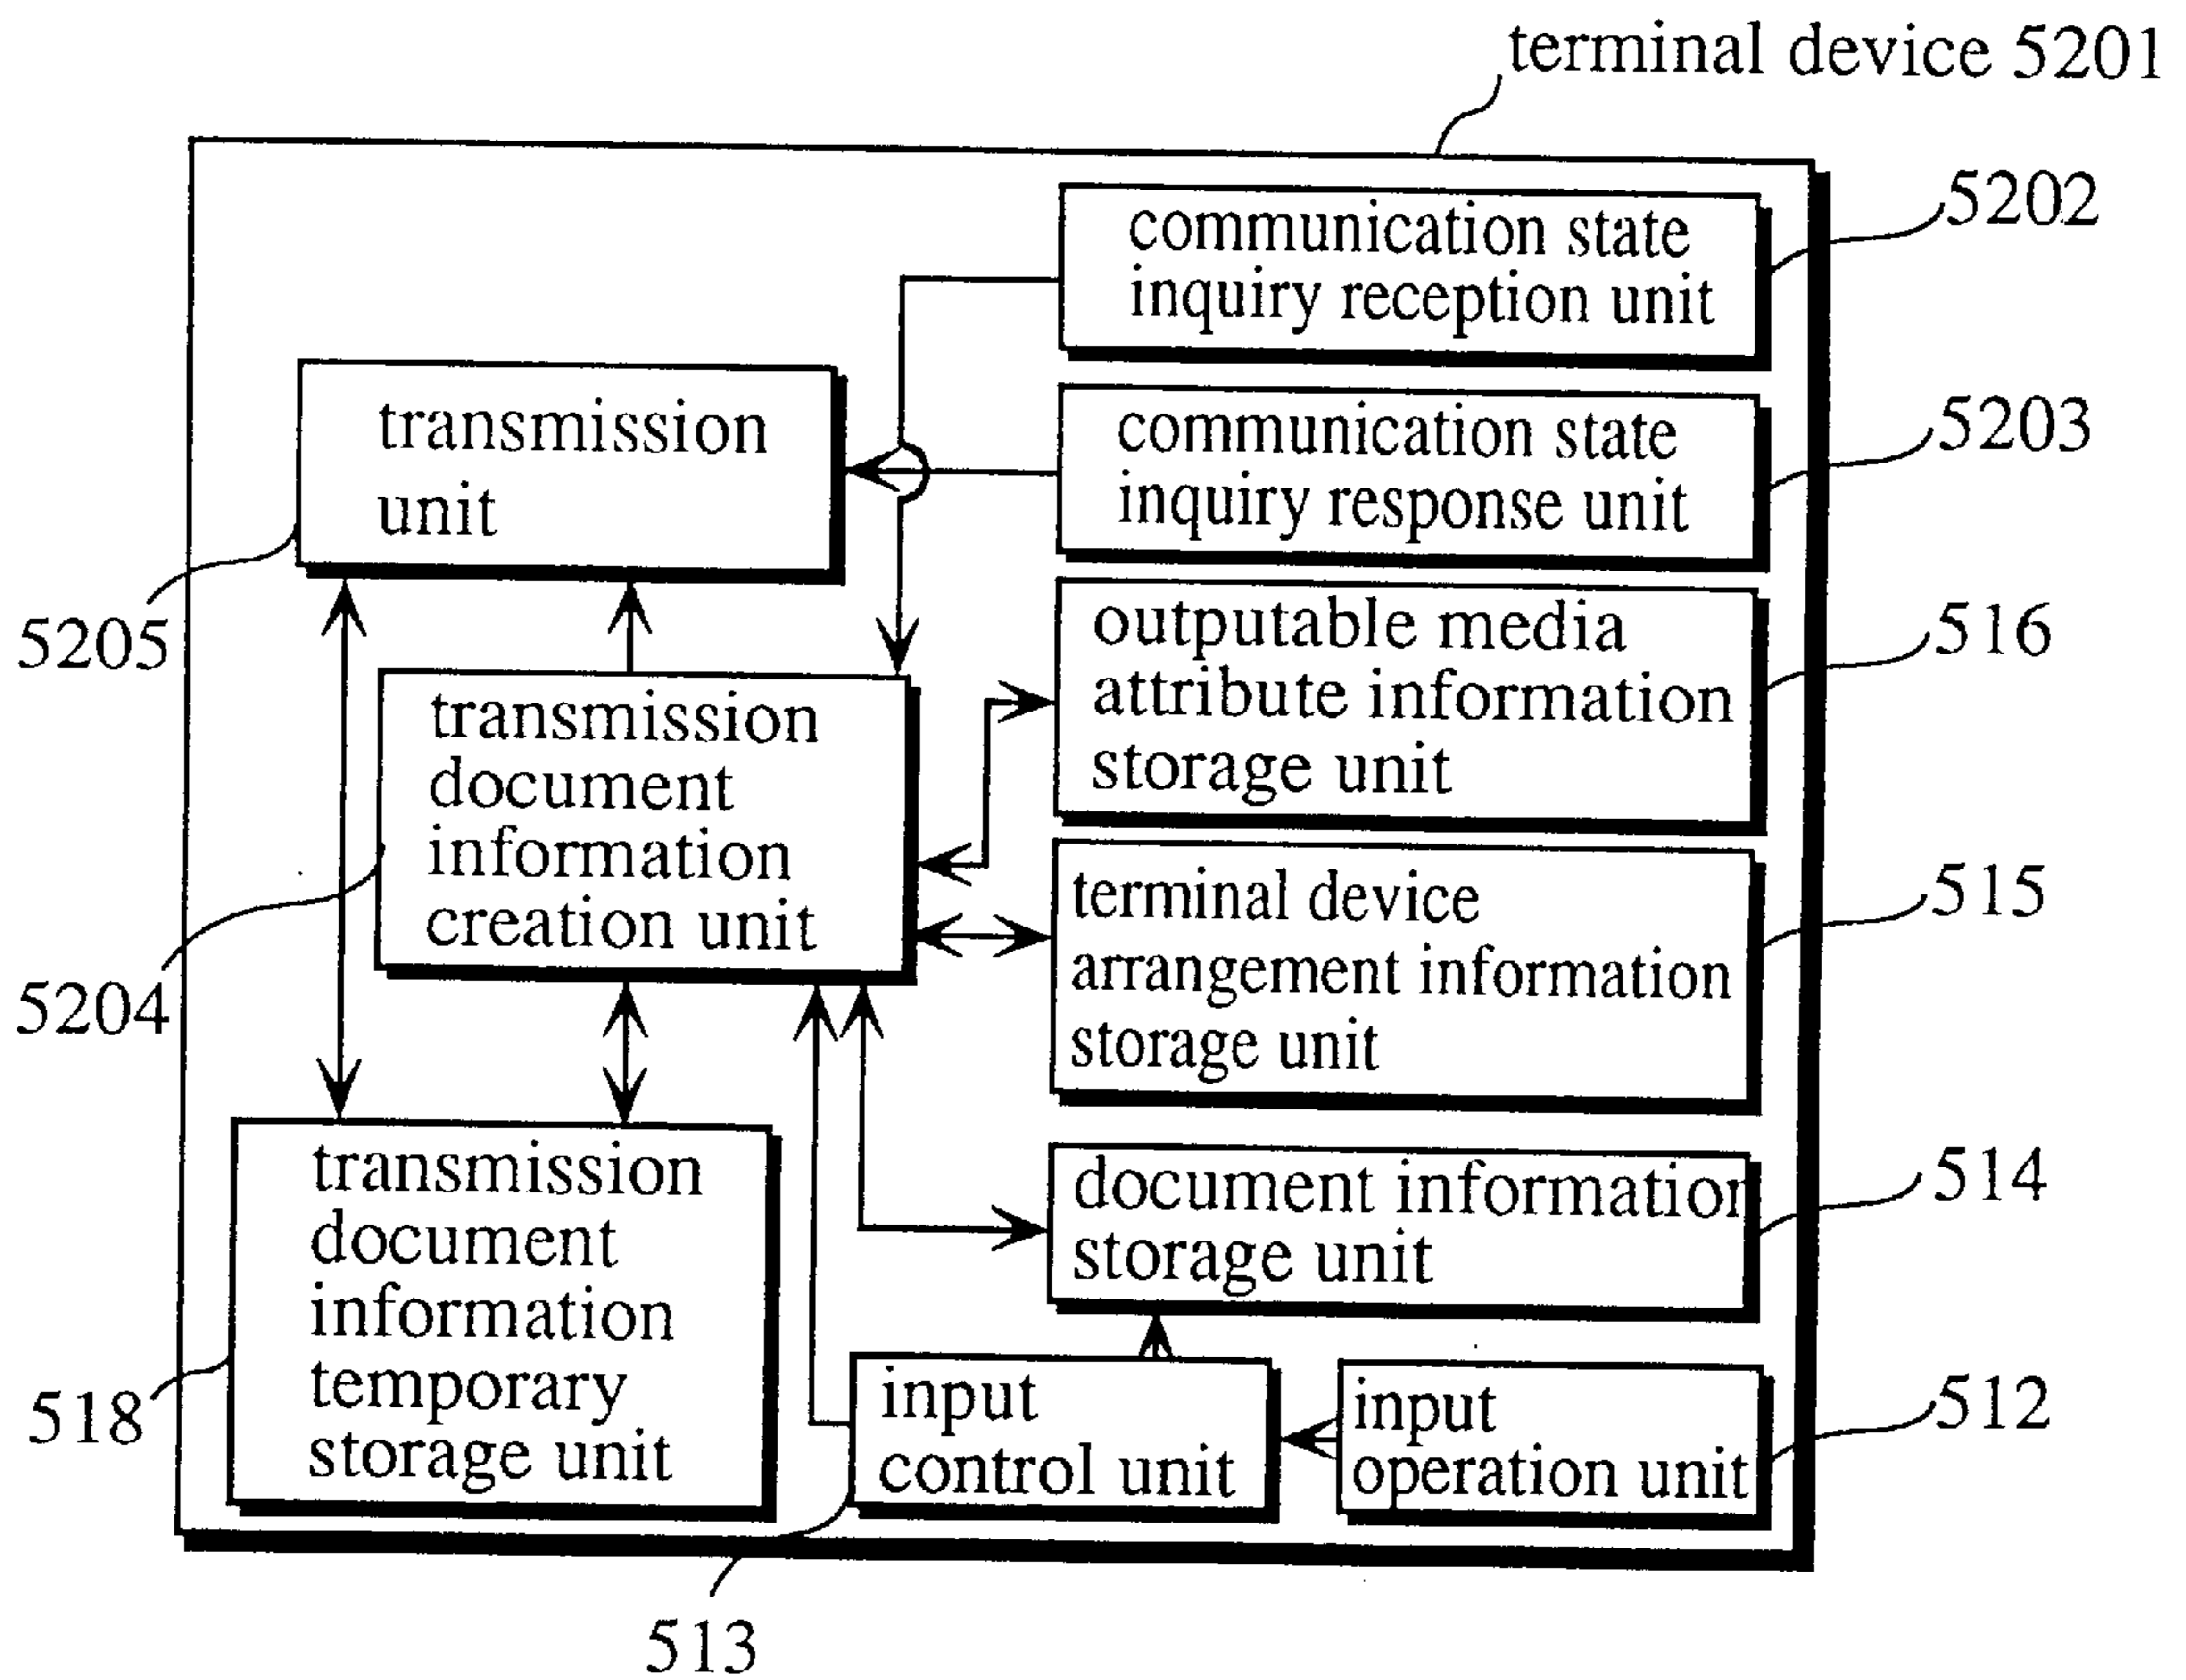 terminal device 5201
communication state
inquiry reception unit
5202
transmission
unit
5205
communication state
inquiry response unit
5203
outputable media
attribute information
storage unit
516
transmission
document
information
creation unit
5204
terminal device
arrangement information
storage unit
515
transmission
document
information
temporary
storage unit
518
document information
storage unit
514
input
control unit
513
input
operation unit
512